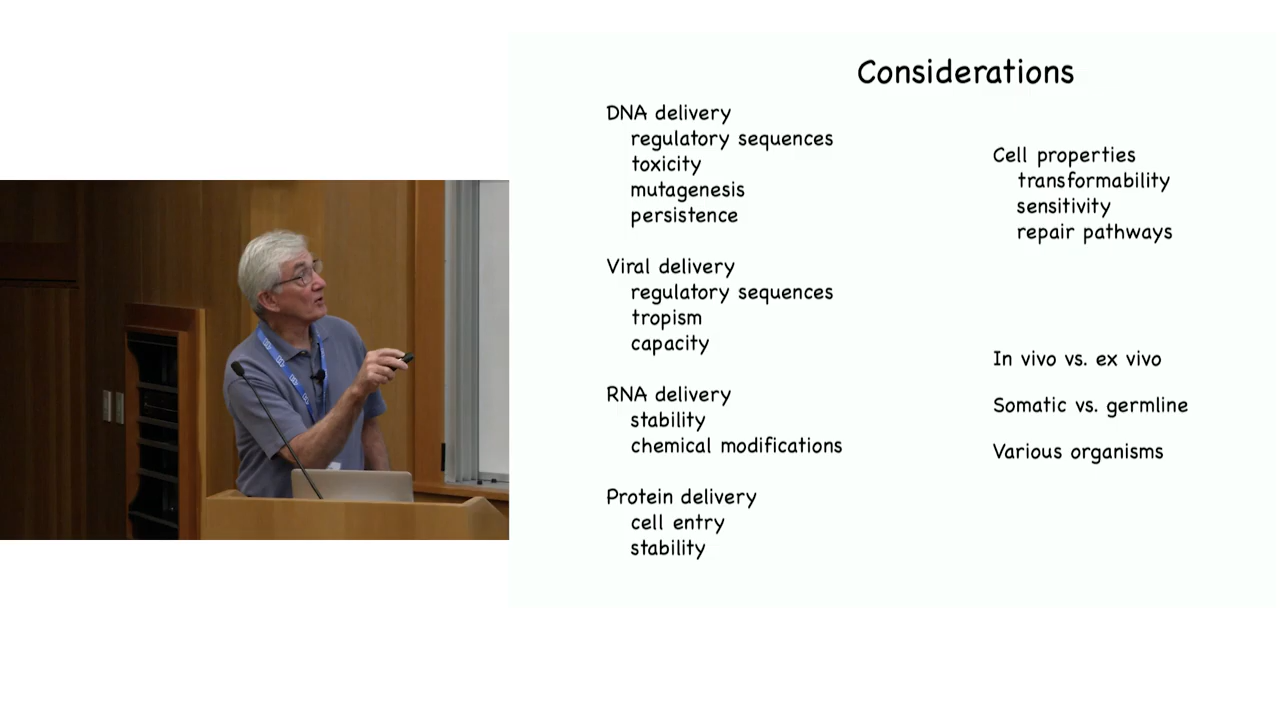 Considerations
DNA delivery
regulatory sequences
toxicity
mutagenesis
persistence
Viral delivery
regulatory sequences
tropism
capacity
RNA delivery
stability
chemical modifications
Protein delivery
cell entry
stability
Cell properties
transformability
sensitivity
repair pathways
In vivo vs. ex vivo
Somatic vs. germline
Various organisms